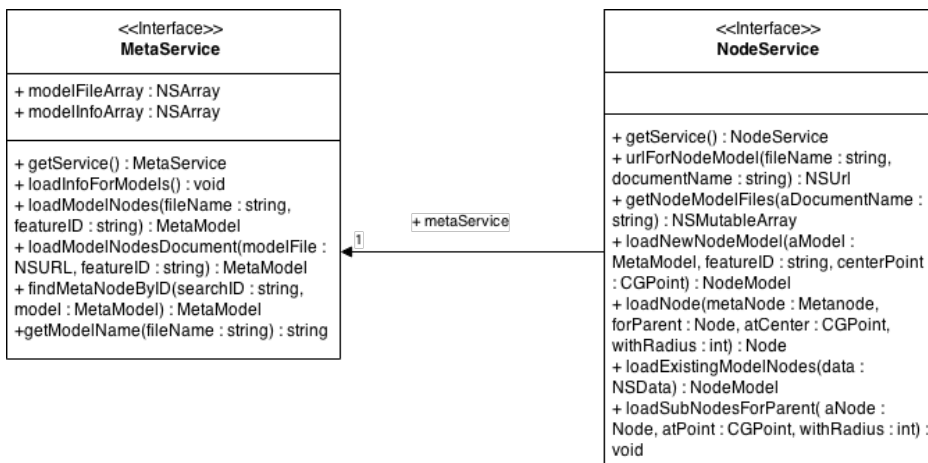 <<Interface>>
MetaService
+ modelFileArray : NSArray
+ modelInfoArray : NSArray
+ getService() : MetaService
+ loadInfoForModels() : void
+ loadModelNodes(fileName : string,
featureID : string) : MetaModel
+ loadModelNodesDocument(modelFile :
NSURL, featureID : string) : MetaModel
+ findMetaNodeByID(searchID : string,
model : MetaModel) : MetaModel
+getModelName(fileName : string) : string
+ metaService
1
<<Interface>>
NodeService
+ getService() : NodeService
+ urlForNodeModel(fileName : string,
documentName : string) : NSUrl
+ getNodeModelFiles(aDocumentName :
string) : NSMutableArray
+ loadNewNodeModel(aModel :
MetaModel, featureID : string, centerPoint
: CGPoint) : NodeModel
+ loadNode(metaNode : Metanode,
forParent : Node, atCenter : CGPoint,
withRadius : int) : Node
+ loadExistingModelNodes(data :
NSData) : NodeModel
+ loadSubNodesForParent( aNode :
Node, atPoint : CGPoint, withRadius : int) :
void